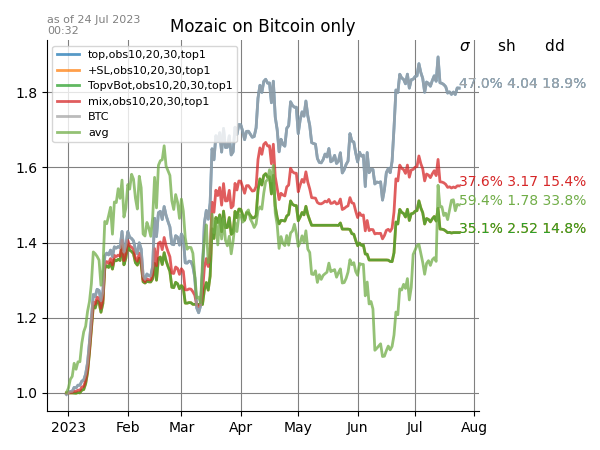 as of 24 Jul 2023
00:32
Mozaic on Bitcoin only
σ sh dd
top,obs10,20,30,top1
+SL,obs10,20,30,top1
TopvBot,obs10,20,30,top1
mix,obs10,20,30,top1
BTC
avg
47.0% 4.04 18.9%
37.6% 3.17 15.4%
59.4% 1.78 33.8%
35.1% 2.52 14.8%
1.8
1.6
1.4
1.2
1.0
2023 Feb Mar Apr May Jun Jul Aug